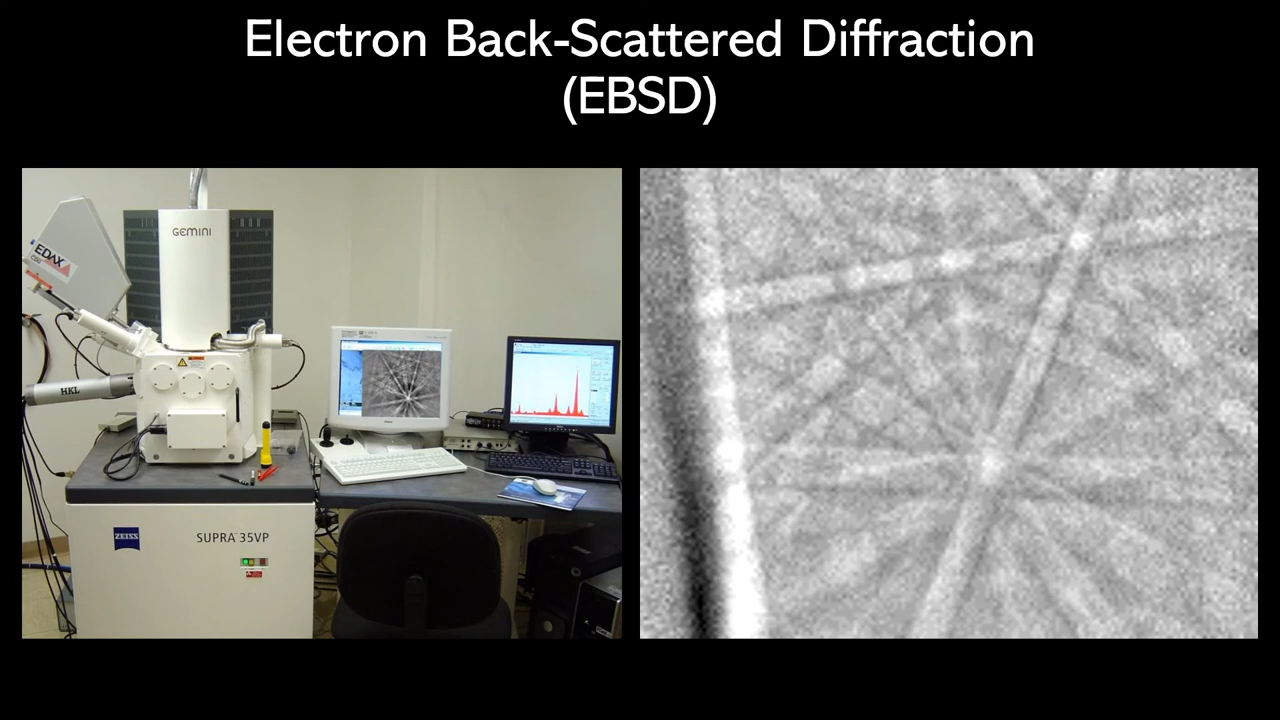 Electron Back-Scattered Diffraction
(EBSD)
GEMINI
EDAX
HKL
ZEISS
SUPRA 35VP